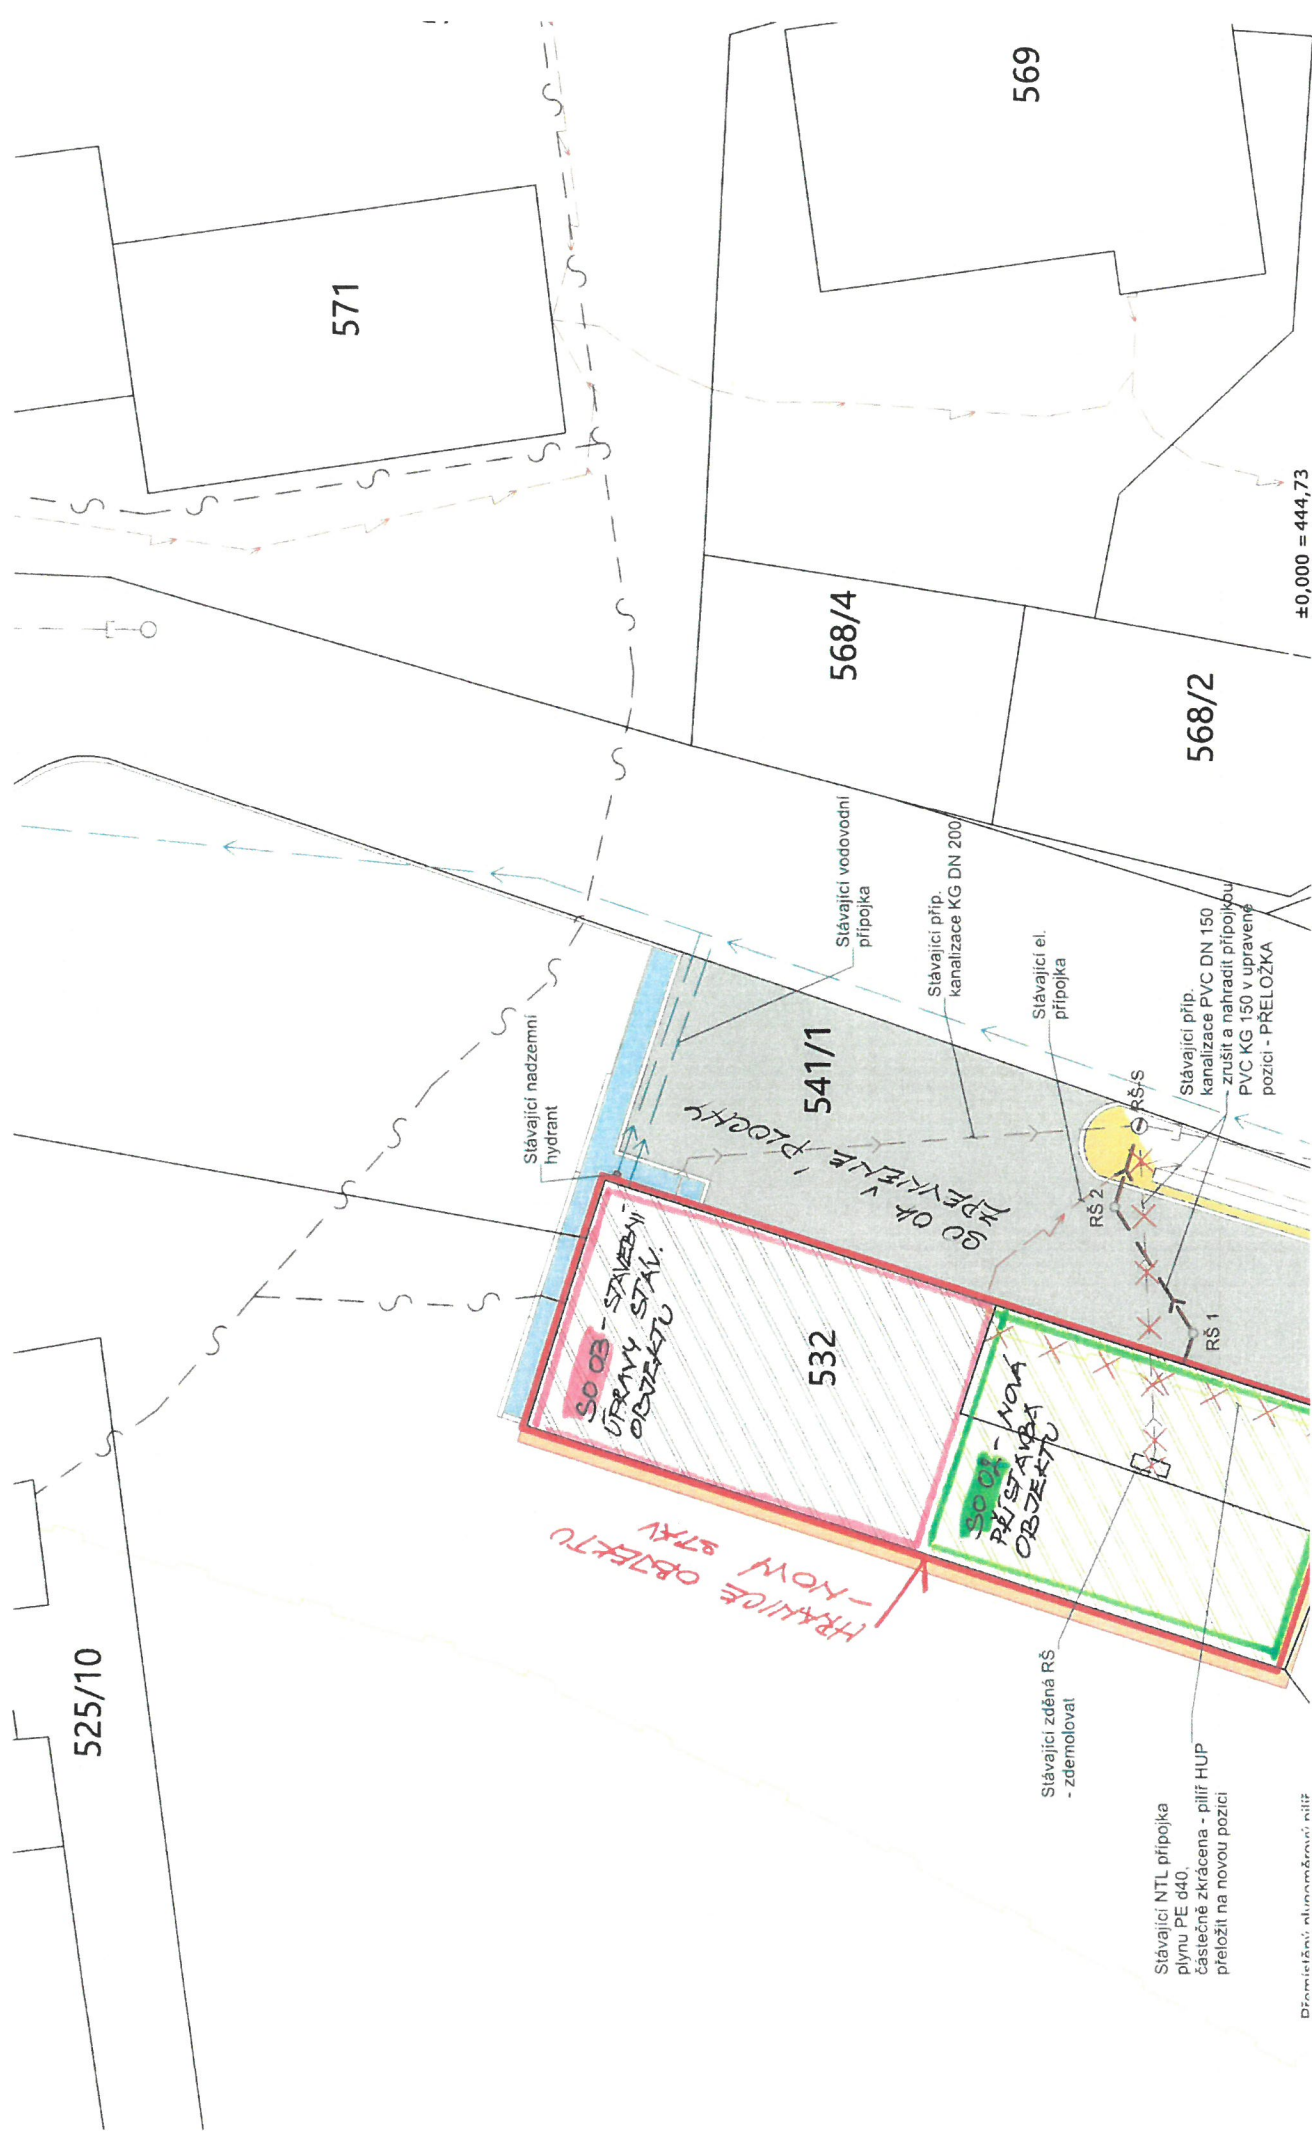 571
569
568/4
568/2
±0,000 = 444,73
Stávající vodovodní
přípojka
Stávající příp.
kanalizace KG DN 200
Stávající el.
přípojka
Stávající příp.
kanalizace PVC DN 150
- zrušit a nahradit přípojkou
PVC KG 150 v upravené
pozici - PŘELOŽKA
Stávající nadzemní
hydrant
541/1
SO 04
ZPEVNĚNÉ PLOCHY
RŠ-S
RŠ 2
RŠ 1
SO 03 - STAVEBNÍ
ÚPRAVY STÁV.
OBJEKTU
532
SO 02 - NOVÁ
PŘÍSTAVBA
OBJEKTU
HRANICE OBJEKTU
- NOVÝ STAV
525/10
Stávající zděná RŠ
- zdemolovat
Stávající NTL přípojka
plynu PE d40,
částečně zkrácena - pilíř HUP
přeložit na novou pozici